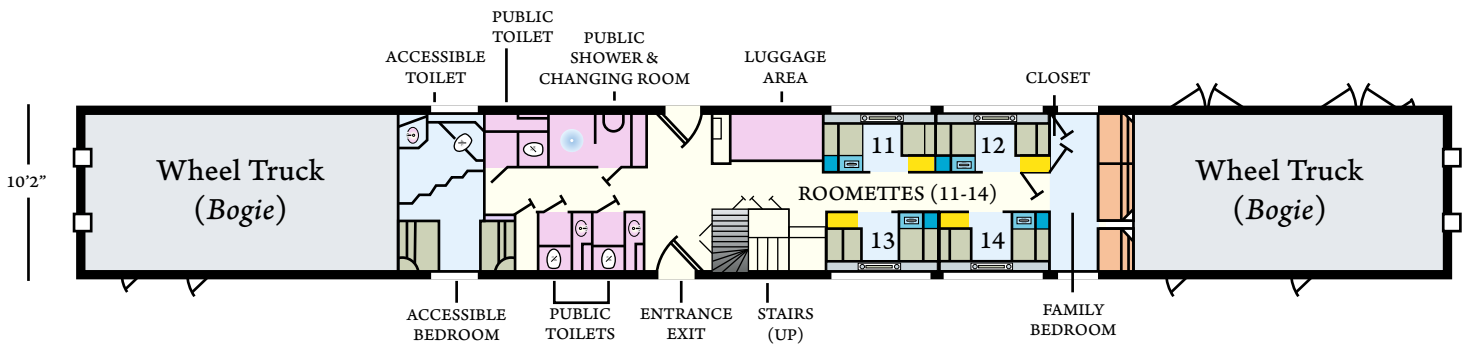 PUBLIC
TOILET
ACCESSIBLE
TOILET
PUBLIC
SHOWER &
CHANGING ROOM
LUGGAGE
AREA
CLOSET
10’2”
Wheel Truck
(Bogie)
11
12
ROOMETTES (11-14)
13
14
Wheel Truck
(Bogie)
ACCESSIBLE
BEDROOM
PUBLIC
TOILETS
ENTRANCE
EXIT
STAIRS
(UP)
FAMILY
BEDROOM